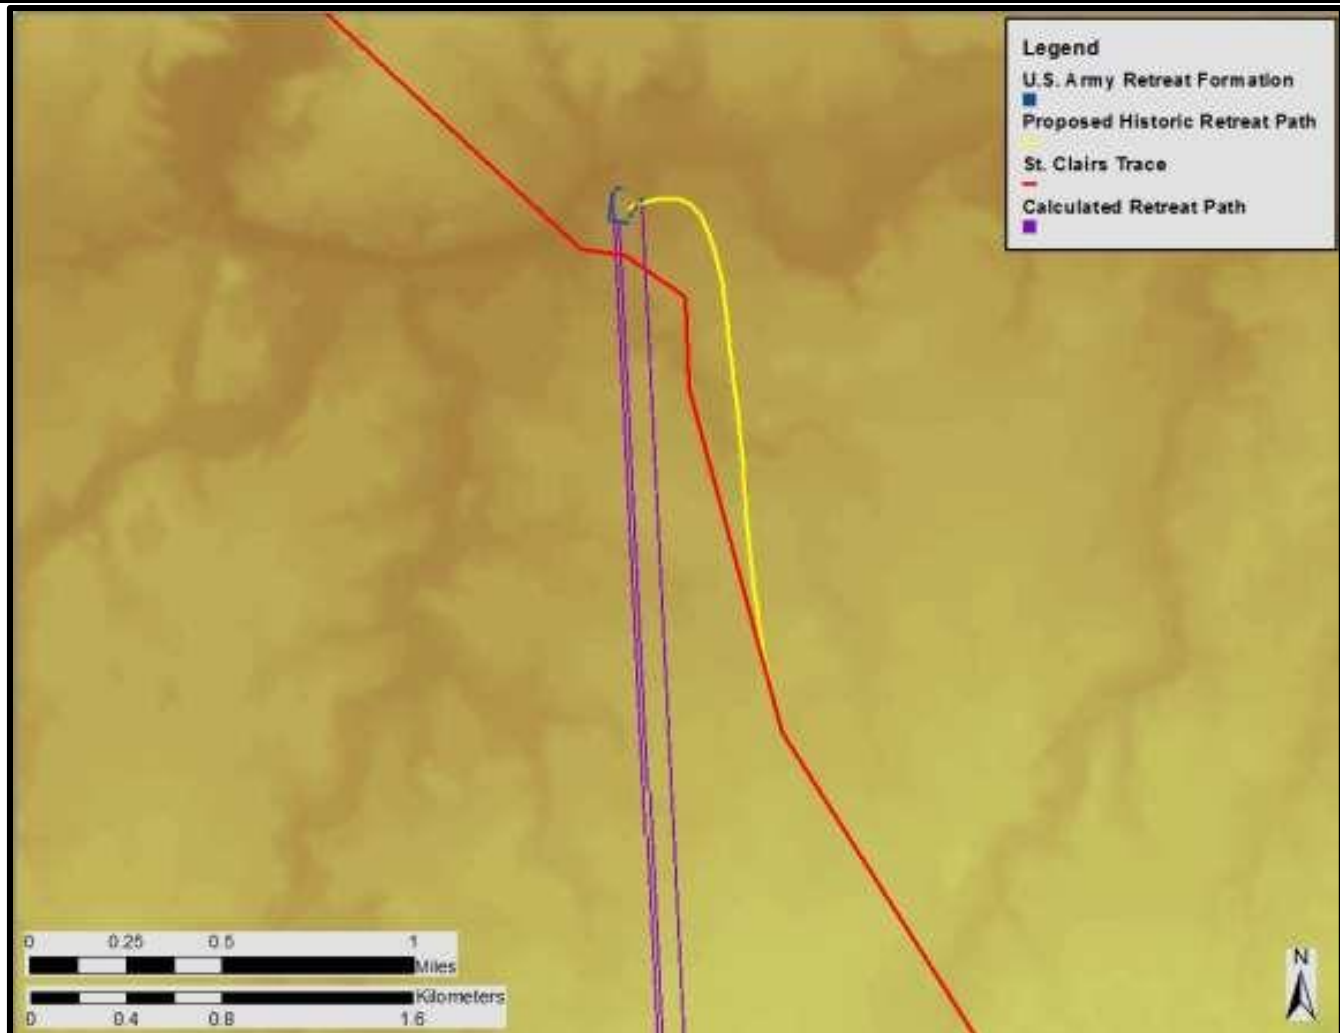 Legend
U.S. Army Retreat Formation
Proposed Historic Retreat Path
St. Clairs Trace
Calculated Retreat Path
0 0.25 0.5 1
Miles
Kilometers
0 0.4 0.8 1.6
N